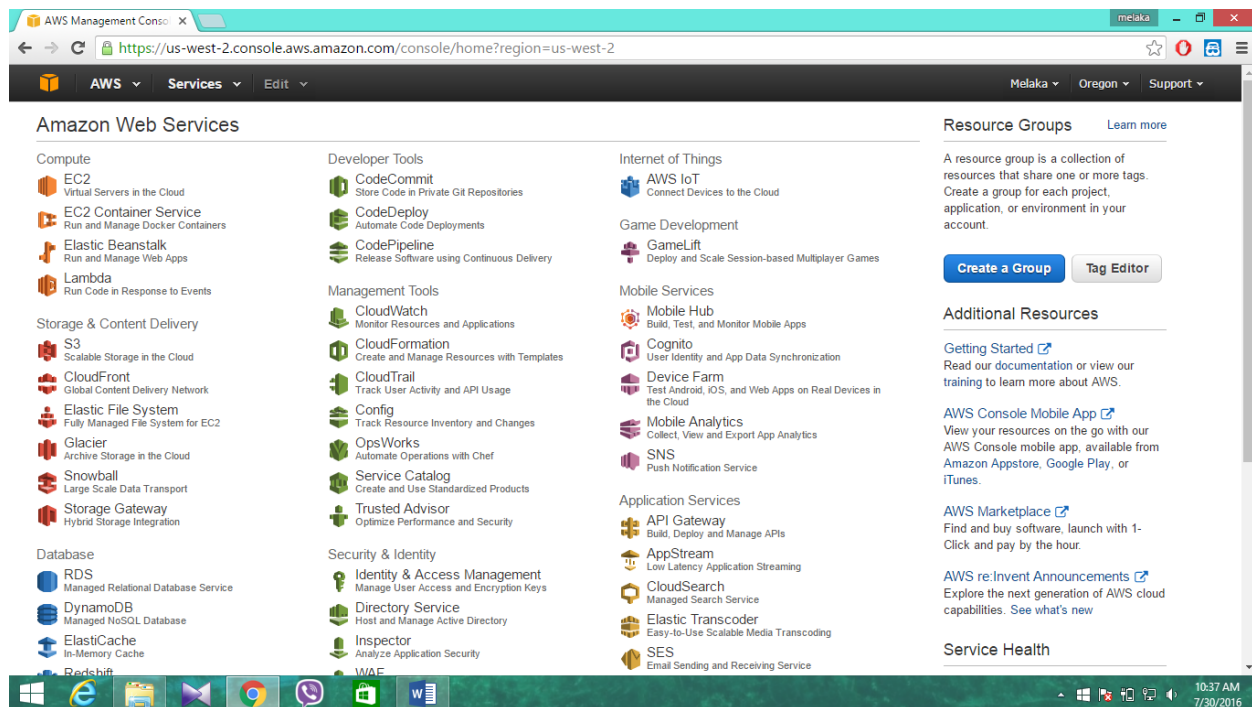 AWS Management Conso
melaka
https://us-west-2.console.aws.amazon.com/console/home?region=us-west-2
AWS Services Edit
Melaka Oregon Support
Amazon Web Services
Compute
EC2
Virtual Servers in the Cloud
EC2 Container Service
Run and Manage Docker Containers
Elastic Beanstalk
Run and Manage Web Apps
Lambda
Run Code in Response to Events
Storage & Content Delivery
S3
Scalable Storage in the Cloud
CloudFront
Global Content Delivery Network
Elastic File System
Fully Managed File System for EC2
Glacier
Archive Storage in the Cloud
Snowball
Large Scale Data Transport
Storage Gateway
Hybrid Storage Integration
Database
RDS
Managed Relational Database Service
DynamoDB
Managed NoSQL Database
ElastiCache
In-Memory Cache
Redshift
Developer Tools
CodeCommit
Store Code in Private Git Repositories
CodeDeploy
Automate Code Deployments
CodePipeline
Release Software using Continuous Delivery
Management Tools
CloudWatch
Monitor Resources and Applications
CloudFormation
Create and Manage Resources with Templates
CloudTrail
Track User Activity and API Usage
Config
Track Resource Inventory and Changes
OpsWorks
Automate Operations with Chef
Service Catalog
Create and Use Standardized Products
Trusted Advisor
Optimize Performance and Security
Security & Identity
Identity & Access Management
Manage User Access and Encryption Keys
Directory Service
Host and Manage Active Directory
Inspector
Analyze Application Security
WAF
Internet of Things
AWS IoT
Connect Devices to the Cloud
Game Development
GameLift
Deploy and Scale Session-based Multiplayer Games
Mobile Services
Mobile Hub
Build, Test, and Monitor Mobile Apps
Cognito
User Identity and App Data Synchronization
Device Farm
Test Android, iOS, and Web Apps on Real Devices in
the Cloud
Mobile Analytics
Collect, View and Export App Analytics
SNS
Push Notification Service
Application Services
API Gateway
Build, Deploy and Manage APIs
AppStream
Low Latency Application Streaming
CloudSearch
Managed Search Service
Elastic Transcoder
Easy-to-Use Scalable Media Transcoding
SES
Email Sending and Receiving Service
Resource Groups Learn more
A resource group is a collection of
resources that share one or more tags.
Create a group for each project,
application, or environment in your
account.
Create a Group Tag Editor
Additional Resources
Getting Started
Read our documentation or view our
training to learn more about AWS.
AWS Console Mobile App
View your resources on the go with our
AWS Console mobile app, available from
Amazon Appstore, Google Play, or
iTunes.
AWS Marketplace
Find and buy software, launch with 1-
Click and pay by the hour.
AWS re:Invent Announcements
Explore the next generation of AWS cloud
capabilities. See what's new
Service Health
10:37 AM
7/30/2016